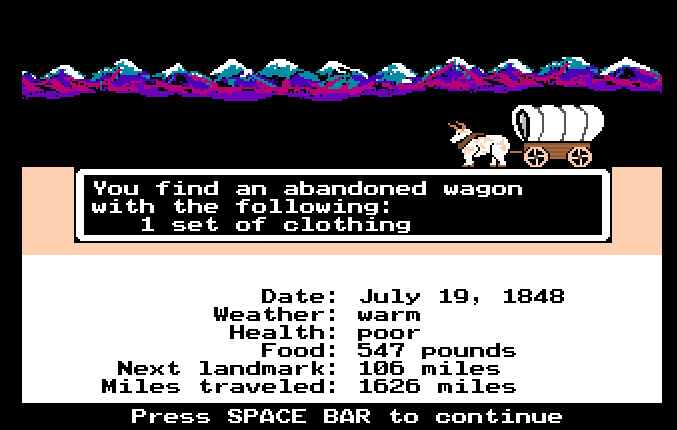 You find an abandoned wagon
with the following:
1 set of clothing
Date: July 19, 1848
Weather: warm
Health: poor
Food: 547 pounds
Next landmark: 106 miles
Miles traveled: 1626 miles
Press SPACE BAR to continue